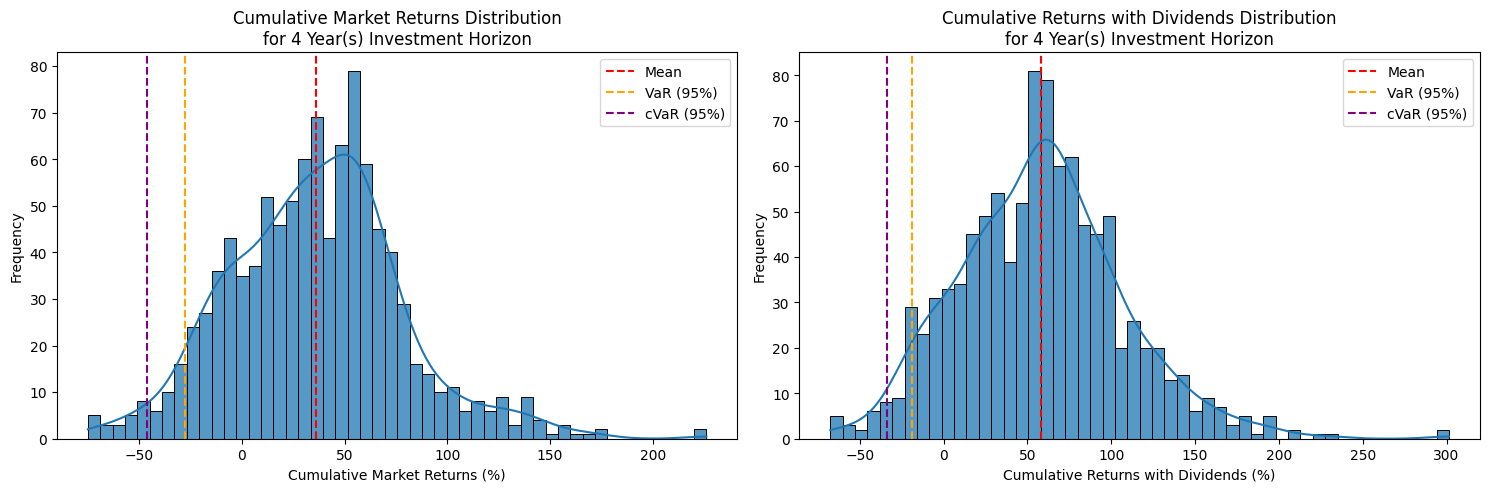 Cumulative Market Returns Distribution
for 4 Year(s) Investment Horizon
Mean
VaR (95%)
cVaR (95%)
80
70
60
50
40
30
20
10
0
Frequency
−50
0
50
100
150
200
Cumulative Market Returns (%)
Cumulative Returns with Dividends Distribution
for 4 Year(s) Investment Horizon
Mean
VaR (95%)
cVaR (95%)
80
70
60
50
40
30
20
10
0
Frequency
−50
0
50
100
150
200
250
300
Cumulative Returns with Dividends (%)